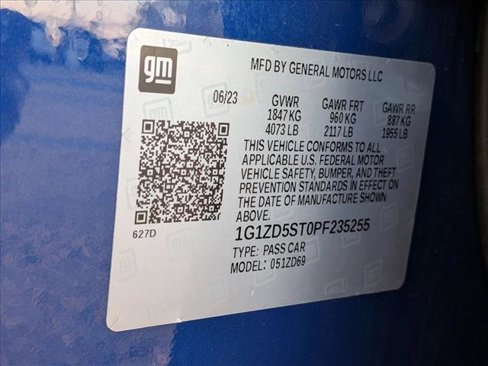 gm
MFD BY GENERAL MOTORS LLC
06/23 GVWR GAWR FRT GAWR RR
1847 KG 960 KG 887 KG
4073 LB 2117 LB 1955 LB
THIS VEHICLE CONFORMS TO ALL
APPLICABLE U.S. FEDERAL MOTOR
VEHICLE SAFETY, BUMPER, AND THEFT
PREVENTION STANDARDS IN EFFECT ON
THE DATE OF MANUFACTURE SHOWN
ABOVE.
627D
1G1ZD5ST0PF235255
TYPE: PASS CAR
MODEL: 051ZD69